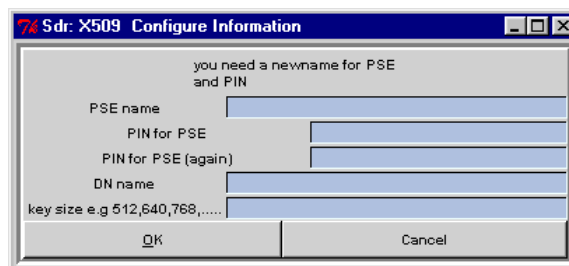 Sdr: X509 Configure Information
you need a newname for PSE
and PIN
PSE name
PIN for PSE
PIN for PSE (again)
DN name
key size e.g 512,640,768,.....
OK
Cancel